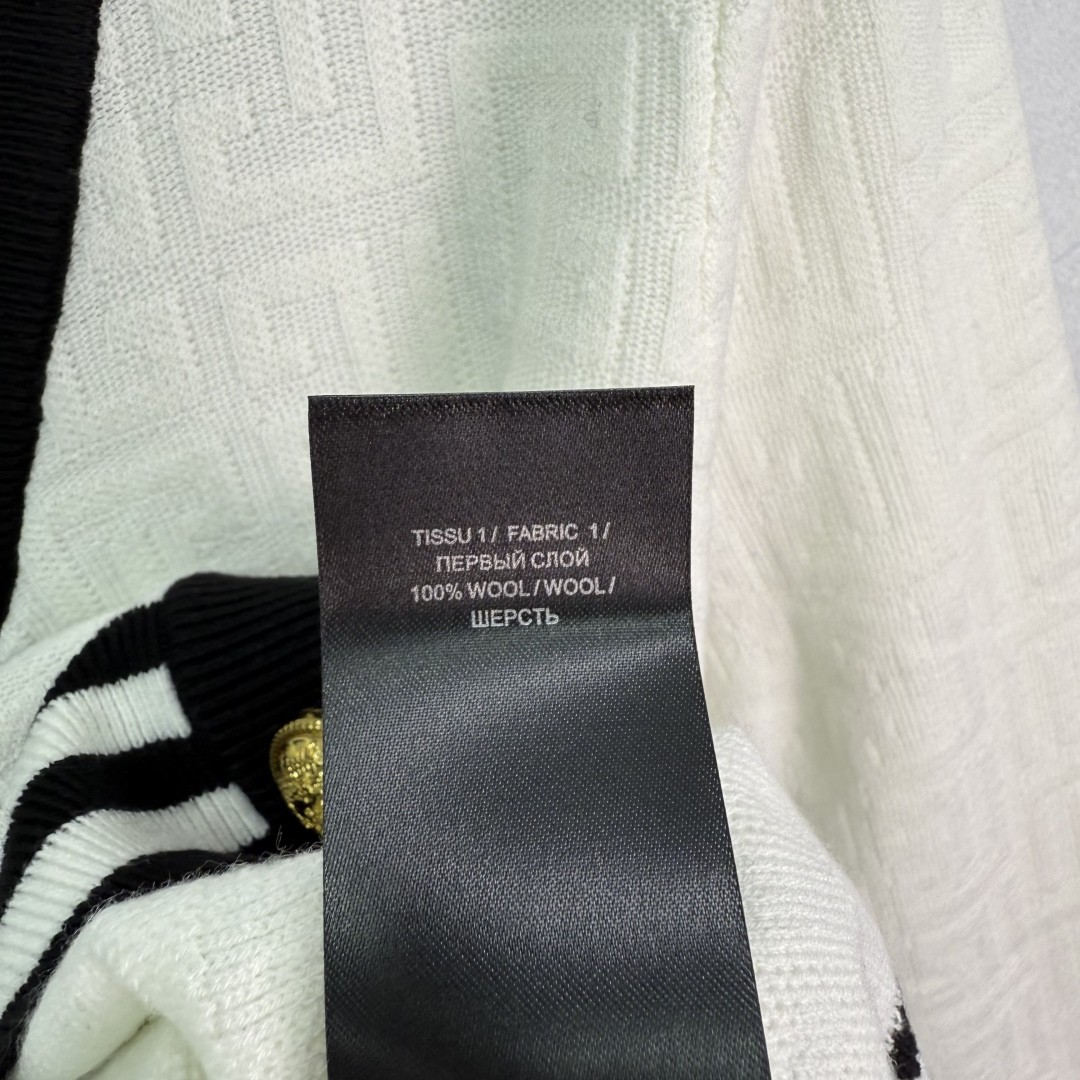 TISSU 1 / FABRIC 1 /
ПЕРВЫЙ СЛОЙ
100% WOOL / WOOL /
ШЕРСТЬ